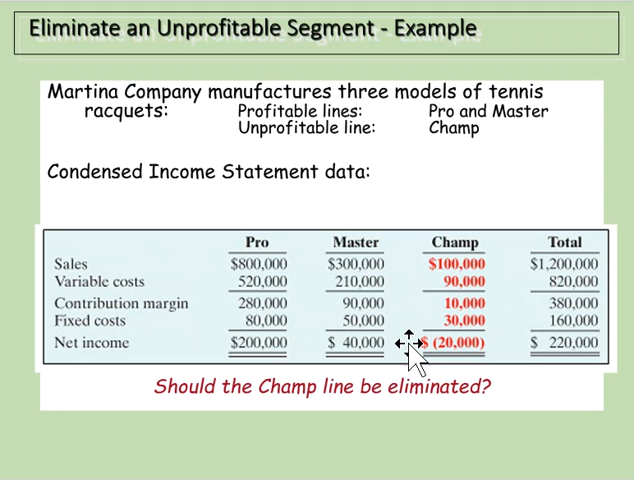 Eliminate an Unprofitable Segment - Example
Martina Company manufactures three models of tennis
racquets: Profitable lines: Pro and Master
Unprofitable line: Champ
Condensed Income Statement data:
Pro Master Champ Total
Sales $800,000 $300,000 $100,000 $1,200,000
Variable costs 520,000 210,000 90,000 820,000
Contribution margin 280,000 90,000 10,000 380,000
Fixed costs 80,000 50,000 30,000 160,000
Net income $200,000 $ 40,000 $ (20,000) $ 220,000
Should the Champ line be eliminated?